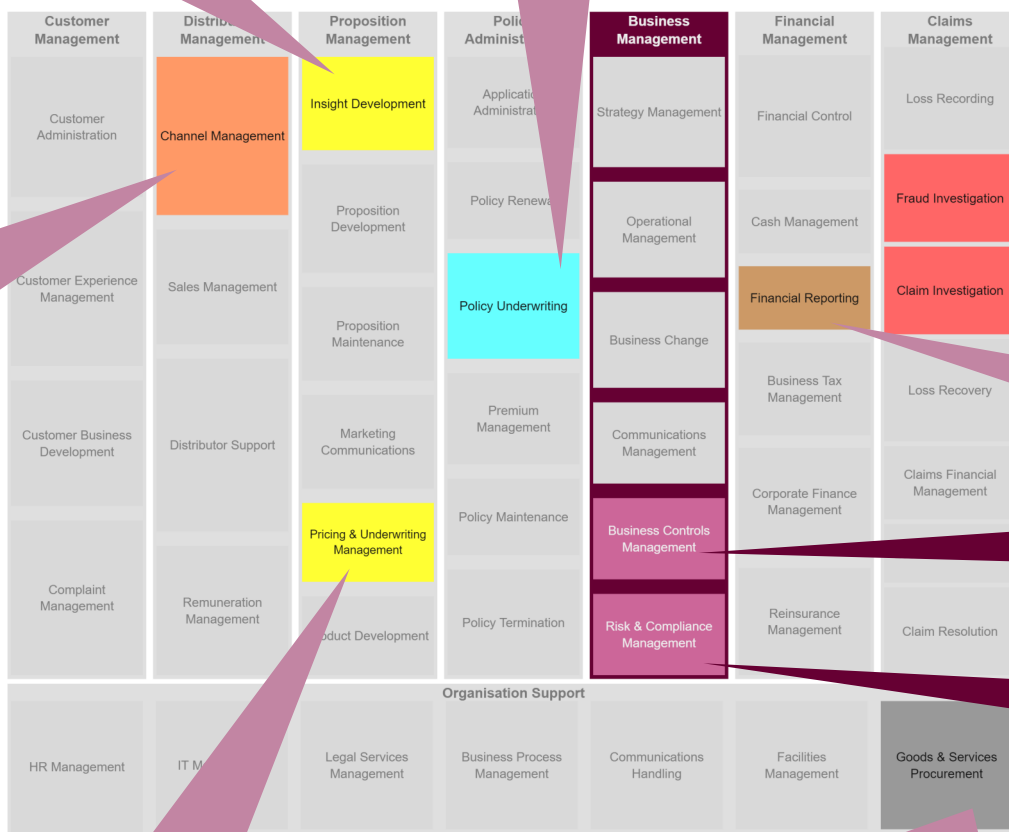 Customer
Management
Customer
Administration
Customer Experience
Management
Customer Business
Development
Complaint
Management
Management
Channel Management
Sales Management
Distributor Support
Remuneration
Management
Proposition
Management
Insight Development
Proposition
Development
Proposition
Maintenance
Marketing
Communications
Pricing & Underwriting
Management
Development
Policy Underwriting
Premium
Management
Policy Maintenance
Policy Termination
Business
Management
Strategy Management
Operational
Management
Business Change
Communications
Management
Business Controls
Management
Risk & Compliance
Management
Financial
Management
Financial Control
Cash Management
Financial Reporting
Business Tax
Management
Corporate Finance
Management
Reinsurance
Management
Claims
Management
Loss Recording
Fraud Investigation
Claim Investigation
Loss Recovery
Claims Financial
Management
Claim Resolution
Organisation Support
HR Management
IT
Legal Services
Management
Business Process
Management
Communications
Handling
Facilities
Management
Goods & Services
Procurement